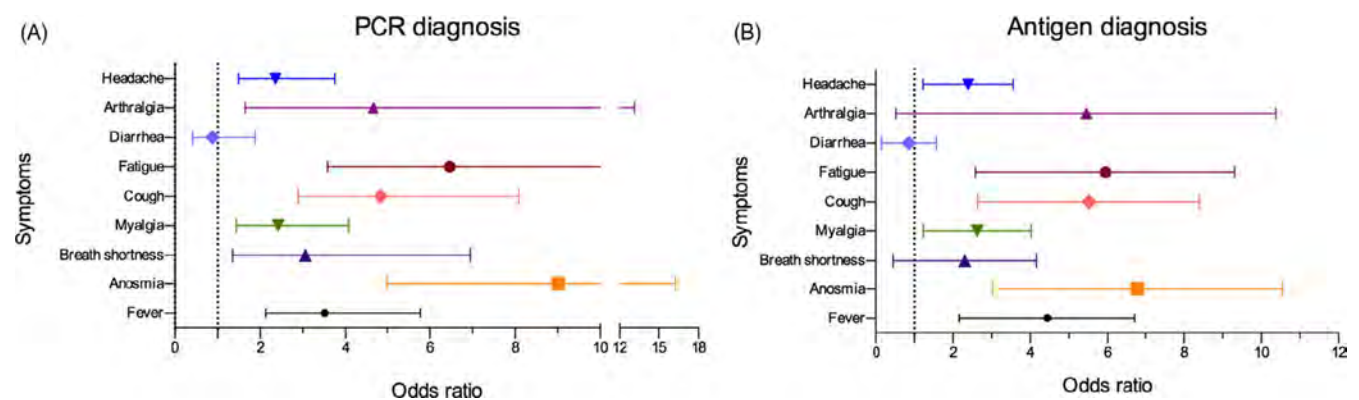 (A)
PCR diagnosis
Symptoms
Headache
Arthralgia
Diarrhea
Fatigue
Cough
Myalgia
Breath shortness
Anosmia
Fever
0 2 4 6 8 10 12 15 18
Odds ratio
(B)
Antigen diagnosis
Symptoms
Headache
Arthralgia
Diarrhea
Fatigue
Cough
Myalgia
Breath shortness
Anosmia
Fever
0 2 4 6 8 10 12
Odds ratio